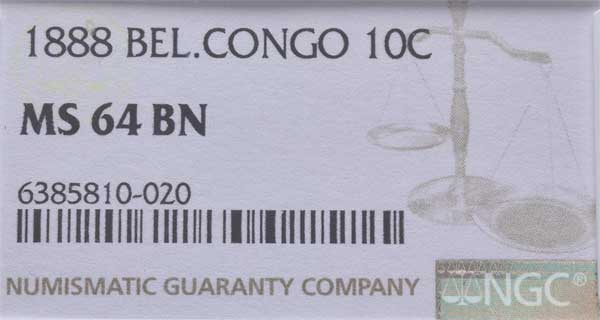 1888 BEL.CONGO 10C
MS 64 BN
6385810-020
NUMISMATIC GUARANTY COMPANY
NGC®